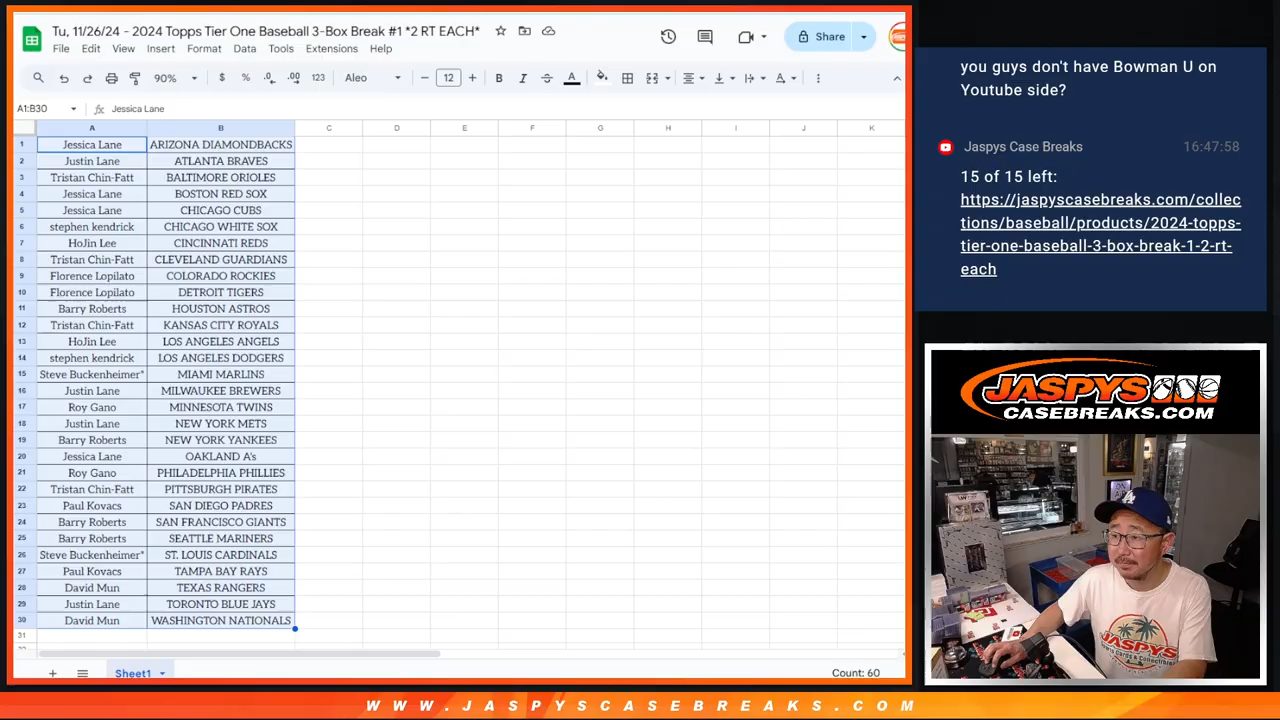 Tu, 11/26/24 - 2024 Topps Tier One Baseball 3-Box Break #1 *2 RT EACH*
File Edit View Insert Format Data Tools Extensions Help
Share
90% $ % .0 .00 123 Aleo 12 B I S A
A1:B30 fx Jessica Lane
A B C D E F G H I J K
1 Jessica Lane ARIZONA DIAMONDBACKS
2 Justin Lane ATLANTA BRAVES
3 Tristan Chin-Fatt BALTIMORE ORIOLES
4 Jessica Lane BOSTON RED SOX
5 Jessica Lane CHICAGO CUBS
6 stephen kendrick CHICAGO WHITE SOX
7 HoJin Lee CINCINNATI REDS
8 Tristan Chin-Fatt CLEVELAND GUARDIANS
9 Florence Lopilato COLORADO ROCKIES
10 Florence Lopilato DETROIT TIGERS
11 Barry Roberts HOUSTON ASTROS
12 Tristan Chin-Fatt KANSAS CITY ROYALS
13 HoJin Lee LOS ANGELES ANGELS
14 stephen kendrick LOS ANGELES DODGERS
15 Steve Buckenheimer* MIAMI MARLINS
16 Justin Lane MILWAUKEE BREWERS
17 Roy Gano MINNESOTA TWINS
18 Justin Lane NEW YORK METS
19 Barry Roberts NEW YORK YANKEES
20 Jessica Lane OAKLAND A's
21 Roy Gano PHILADELPHIA PHILLIES
22 Tristan Chin-Fatt PITTSBURGH PIRATES
23 Paul Kovacs SAN DIEGO PADRES
24 Barry Roberts SAN FRANCISCO GIANTS
25 Barry Roberts SEATTLE MARINERS
26 Steve Buckenheimer* ST. LOUIS CARDINALS
27 Paul Kovacs TAMPA BAY RAYS
28 David Mun TEXAS RANGERS
29 Justin Lane TORONTO BLUE JAYS
30 David Mun WASHINGTON NATIONALS
31
Sheet1 Count: 60
you guys don't have Bowman U on
Youtube side?
Jaspys Case Breaks 16:47:58
15 of 15 left:
https://jaspyscasebreaks.com/collec
tions/baseball/products/2024-topps-
tier-one-baseball-3-box-break-1-2-rt-
each
JASPYS
CASEBREAKS.COM
JASPYS
WWW.JASPYSCASEBREAKS.COM